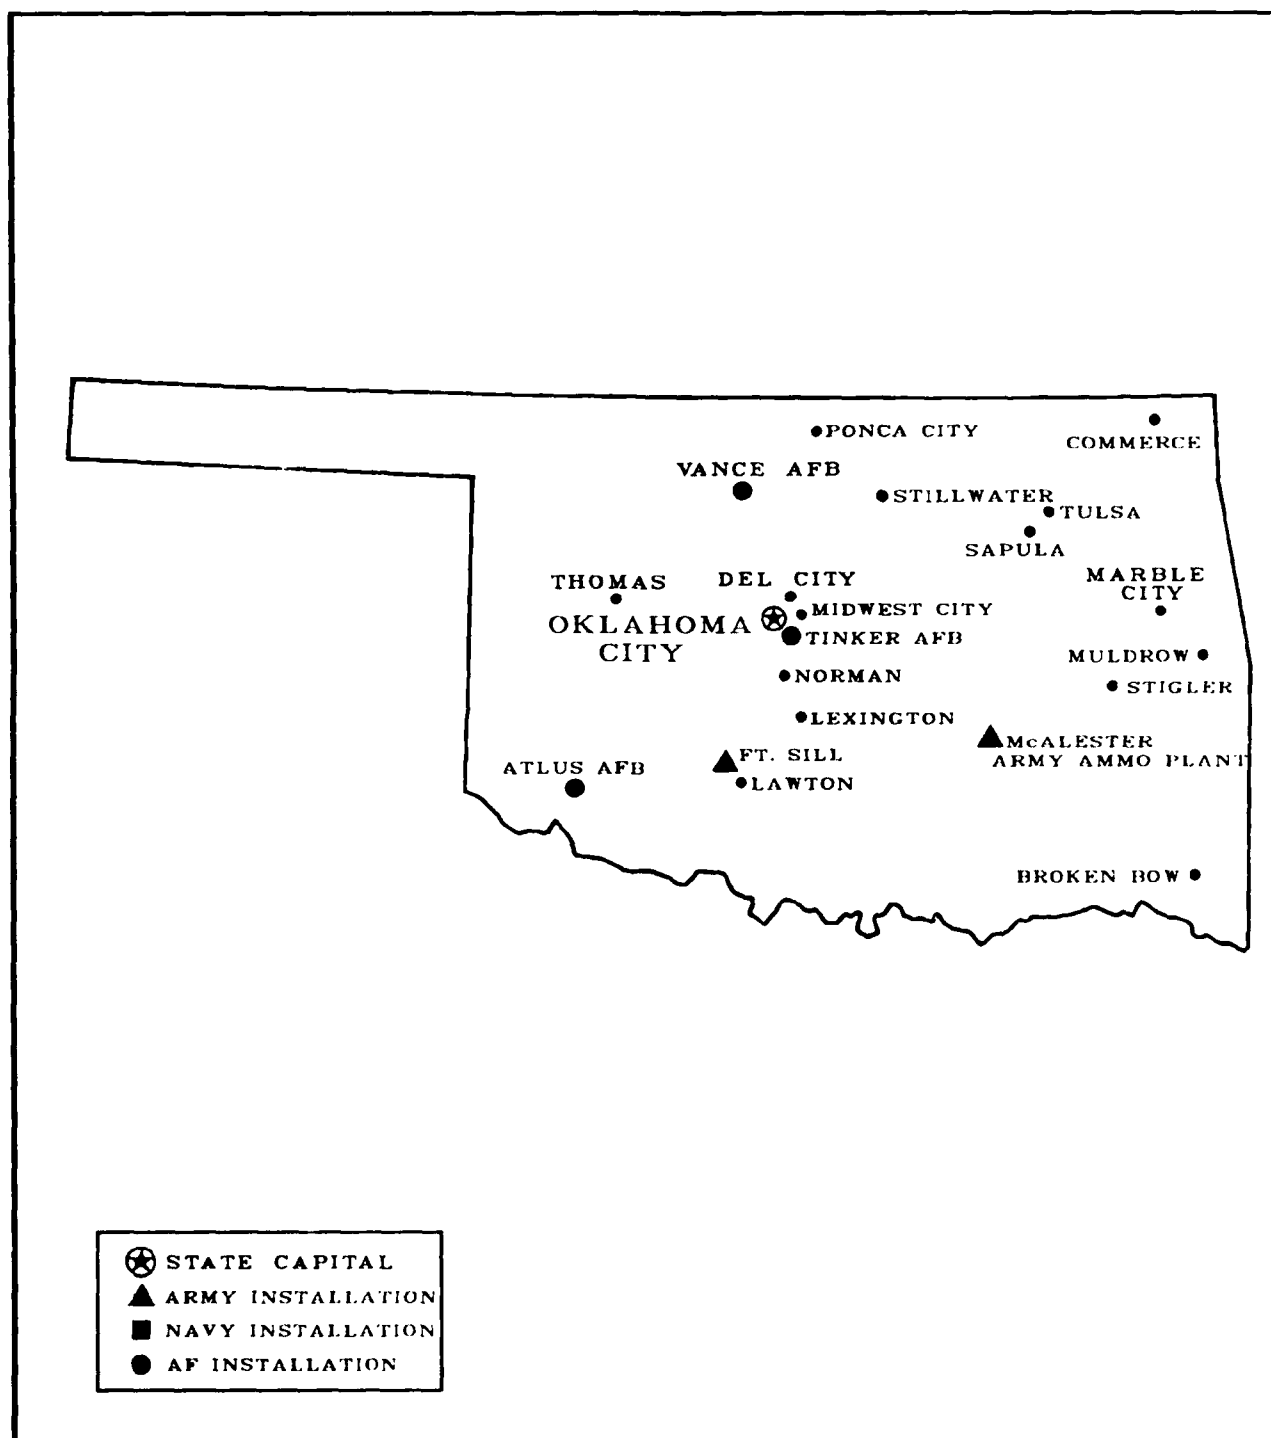 PONCA CITY
COMMERCE
VANCE AFB
STILLWATER
TULSA
SAPULA
THOMAS
DEL CITY
MARBLE
CITY
MIDWEST CITY
OKLAHOMA
CITY
TINKER AFB
MULDROW
NORMAN
STIGLER
LEXINGTON
McALESTER
ARMY AMMO PLANT
FT. SILL
ATLUS AFB
LAWTON
BROKEN BOW
STATE CAPITAL
ARMY INSTALLATION
NAVY INSTALLATION
AF INSTALLATION